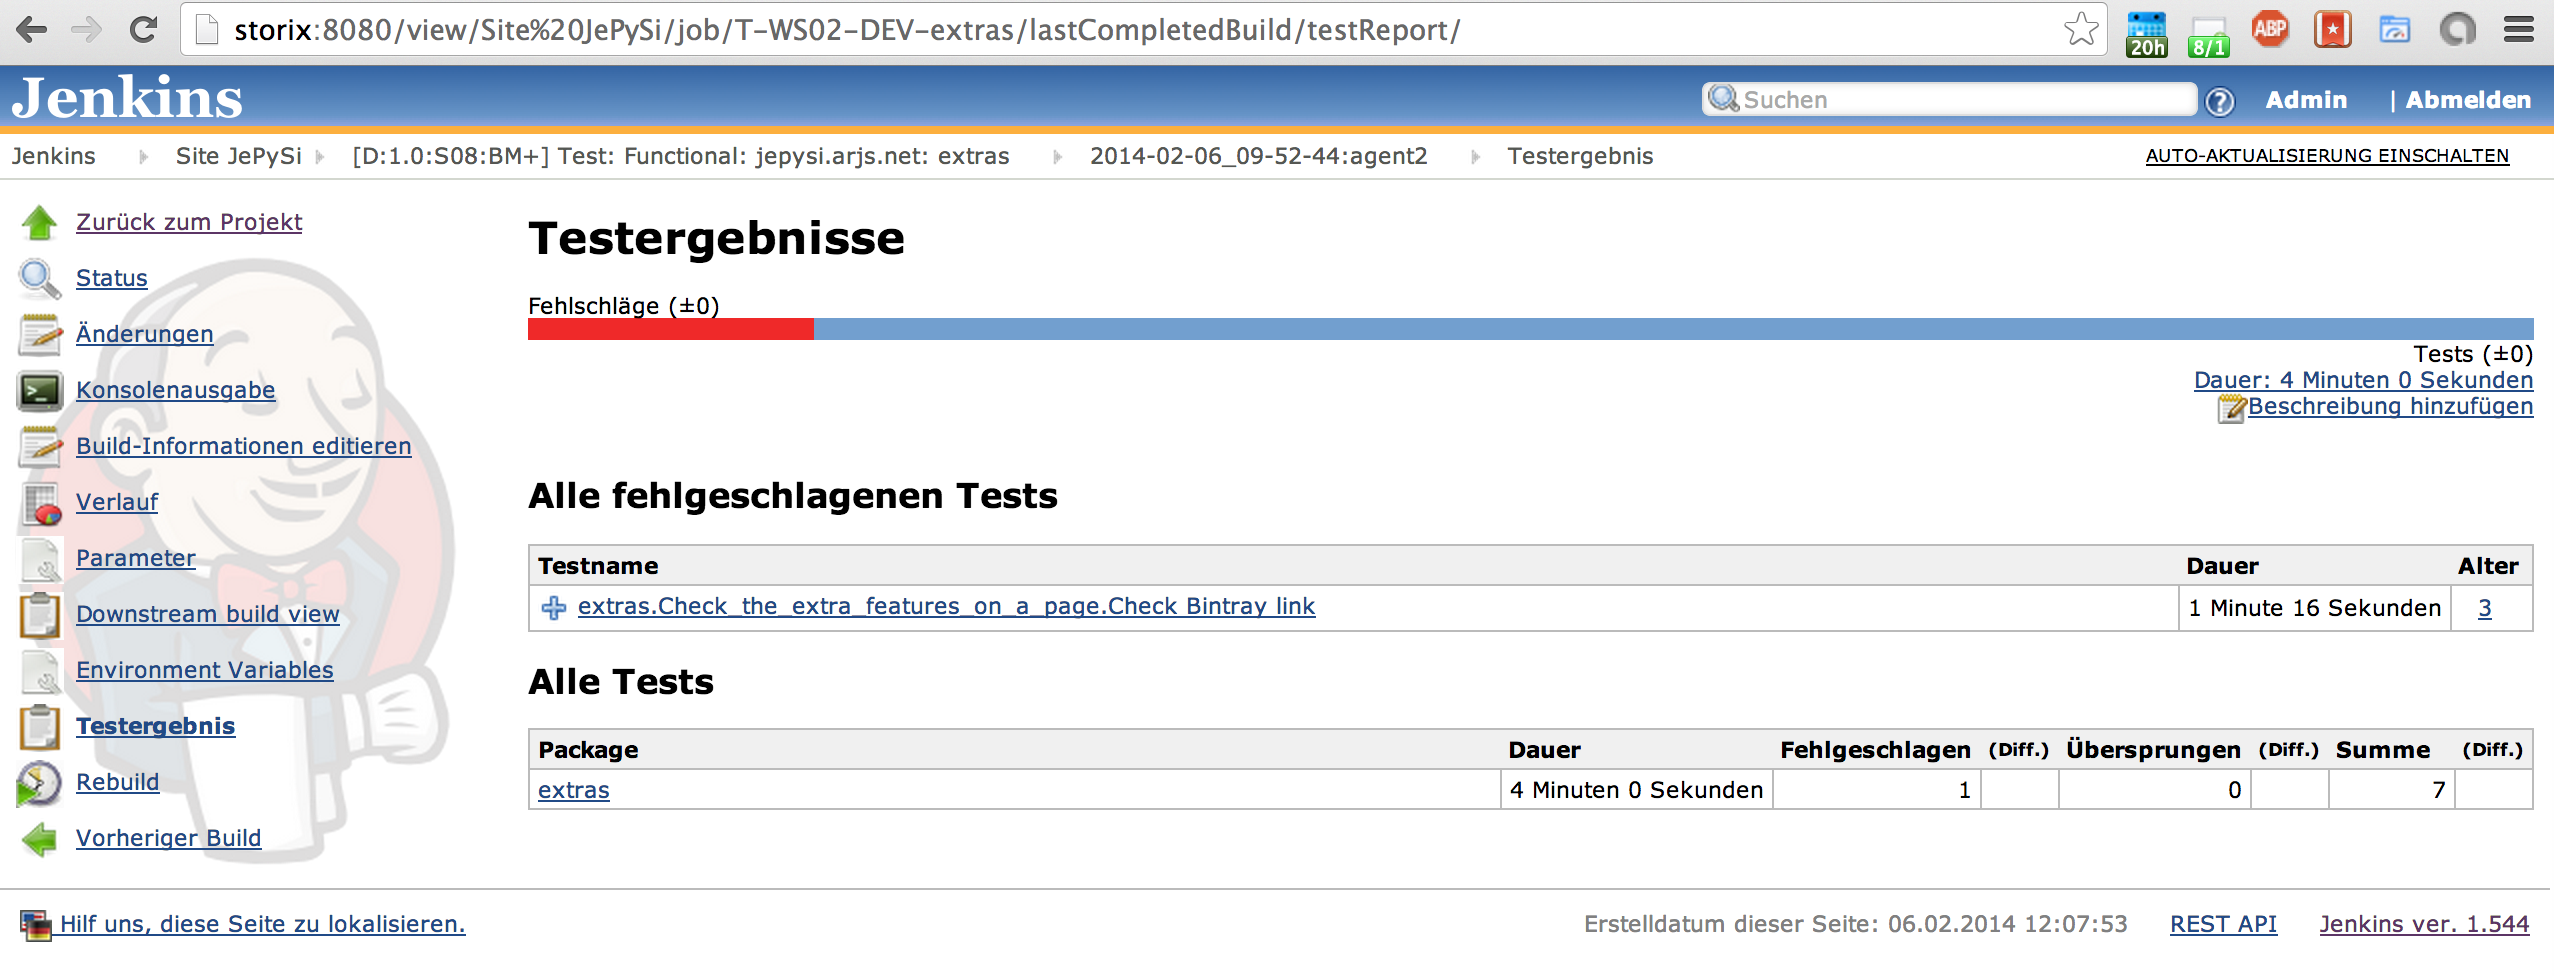 storix:8080/view/Site%20JePySi/job/T-WS02-DEV-extras/lastCompletedBuild/testReport/
20h
8/1
ABP
Jenkins
Suchen
?
Admin
| Abmelden
Jenkins
Site JePySi
[D:1.0:S08:BM+] Test: Functional: jepysi.arjs.net: extras
2014-02-06_09-52-44:agent2
Testergebnis
AUTO-AKTUALISIERUNG EINSCHALTEN
Zurück zum Projekt
Status
Änderungen
Konsolenausgabe
Build-Informationen editieren
Verlauf
Parameter
Downstream build view
Environment Variables
Testergebnis
Rebuild
Vorheriger Build
Testergebnisse
Fehlschläge (±0)
Tests (±0)
Dauer: 4 Minuten 0 Sekunden
Beschreibung hinzufügen
Alle fehlgeschlagenen Tests
Testname Dauer Alter
extras.Check_the_extra_features_on_a_page.Check Bintray link 1 Minute 16 Sekunden 3
Alle Tests
Package Dauer Fehlgeschlagen (Diff.) Übersprungen (Diff.) Summe (Diff.)
extras 4 Minuten 0 Sekunden 1 0 7
Hilf uns, diese Seite zu lokalisieren.
Erstelldatum dieser Seite: 06.02.2014 12:07:53
REST API
Jenkins ver. 1.544